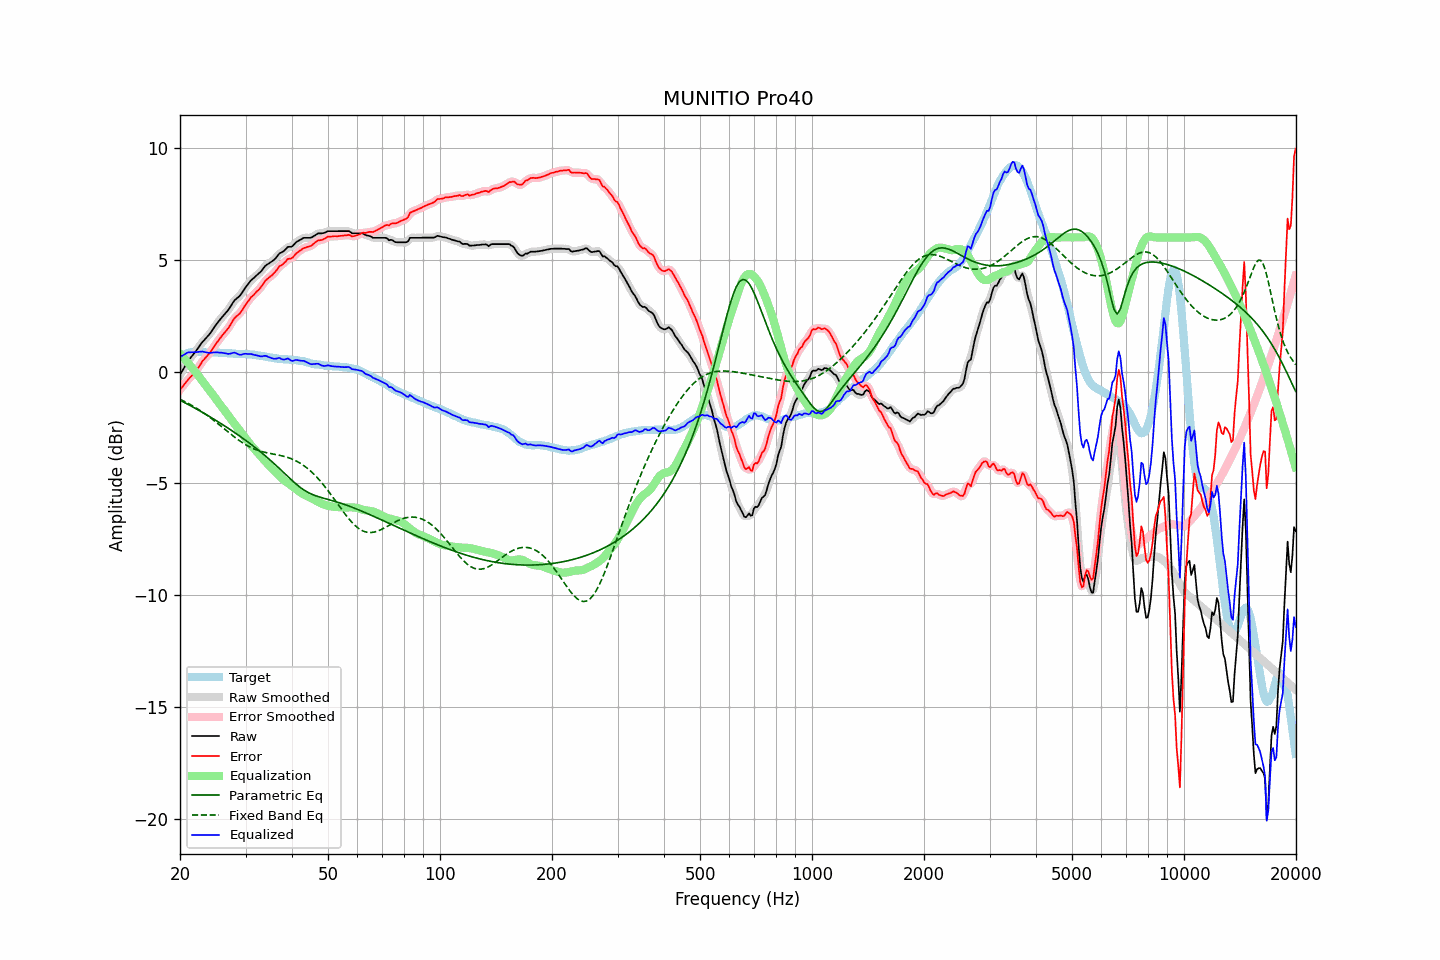 MUNITIO Pro40
10
5
0
−5
−10
−15
−20
Amplitude (dBr)
Target
Raw Smoothed
Error Smoothed
Raw
Error
Equalization
Parametric Eq
Fixed Band Eq
Equalized
20 50 100 200 500 1000 2000 5000 10000 20000
Frequency (Hz)